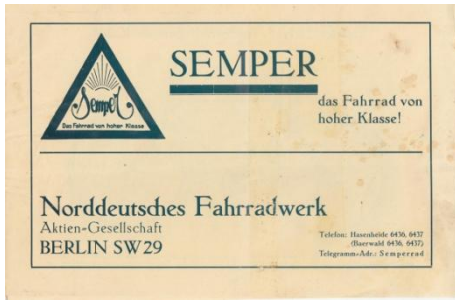 Semper
Das Fahrrad von hoher Klasse
SEMPER
das Fahrrad von
hoher Klasse!
Norddeutsches Fahrradwerk
Aktien-Gesellschaft
BERLIN SW29
Telefon: Hasenheide 6436, 6437
(Baerwald 6436, 6437)
Telegramm-Adr.: Semperrad